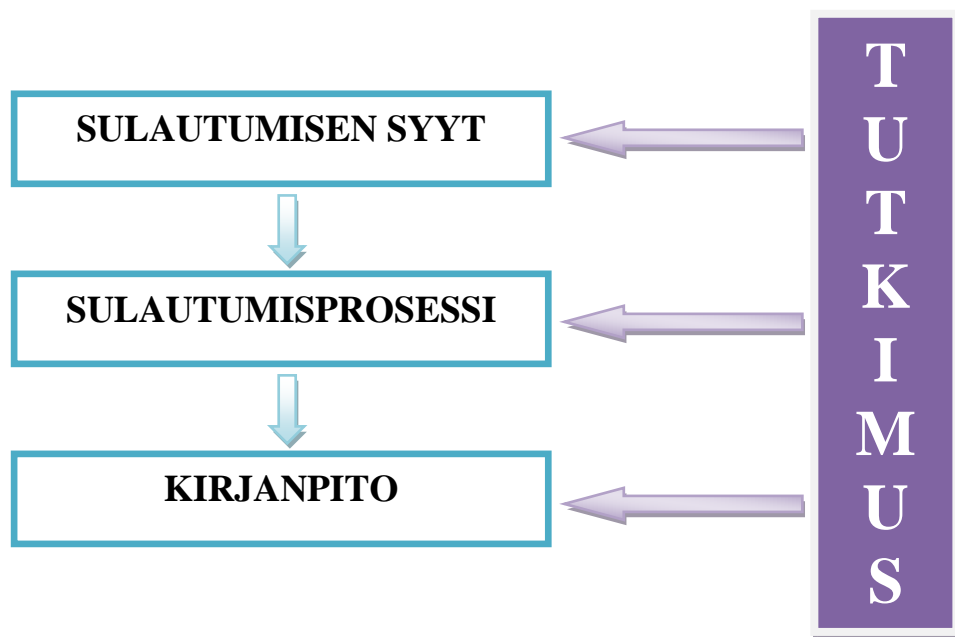 SULAUTUMISEN SYYT
SULAUTUMISPROSESSI
KIRJANPITO
T
U
T
K
I
M
U
S